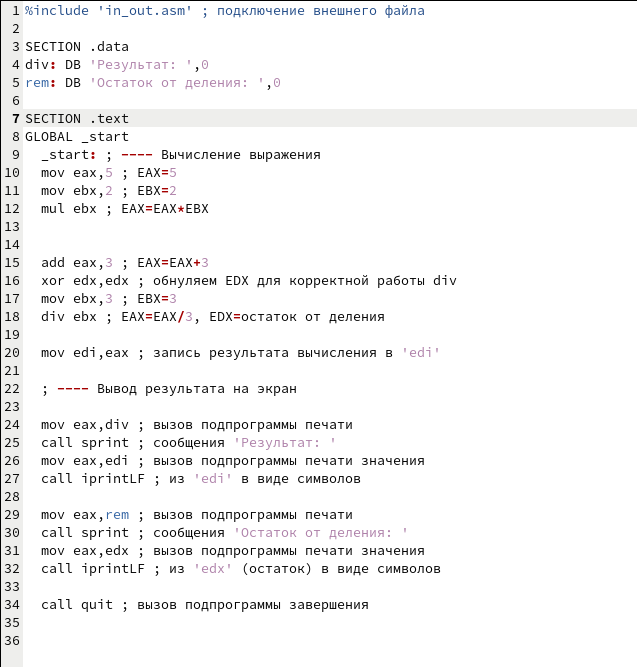 1 %include 'in_out.asm' ; подключение внешнего файла
2
3 SECTION .data
4 div: DB 'Результат: ',0
5 rem: DB 'Остаток от деления: ',0
6
7 SECTION .text
8 GLOBAL _start
9   _start: ; ---- Вычисление выражения
10   mov eax,5 ; EAX=5
11   mov ebx,2 ; EBX=2
12   mul ebx ; EAX=EAX*EBX
13
14
15   add eax,3 ; EAX=EAX+3
16   xor edx,edx ; обнуляем EDX для корректной работы div
17   mov ebx,3 ; EBX=3
18   div ebx ; EAX=EAX/3, EDX=остаток от деления
19
20   mov edi,eax ; запись результата вычисления в 'edi'
21
22   ; ---- Вывод результата на экран
23
24   mov eax,div ; вызов подпрограммы печати
25   call sprint ; сообщения 'Результат: '
26   mov eax,edi ; вызов подпрограммы печати значения
27   call iprintLF ; из 'edi' в виде символов
28
29   mov eax,rem ; вызов подпрограммы печати
30   call sprint ; сообщения 'Остаток от деления: '
31   mov eax,edx ; вызов подпрограммы печати значения
32   call iprintLF ; из 'edx' (остаток) в виде символов
33
34   call quit ; вызов подпрограммы завершения
35
36